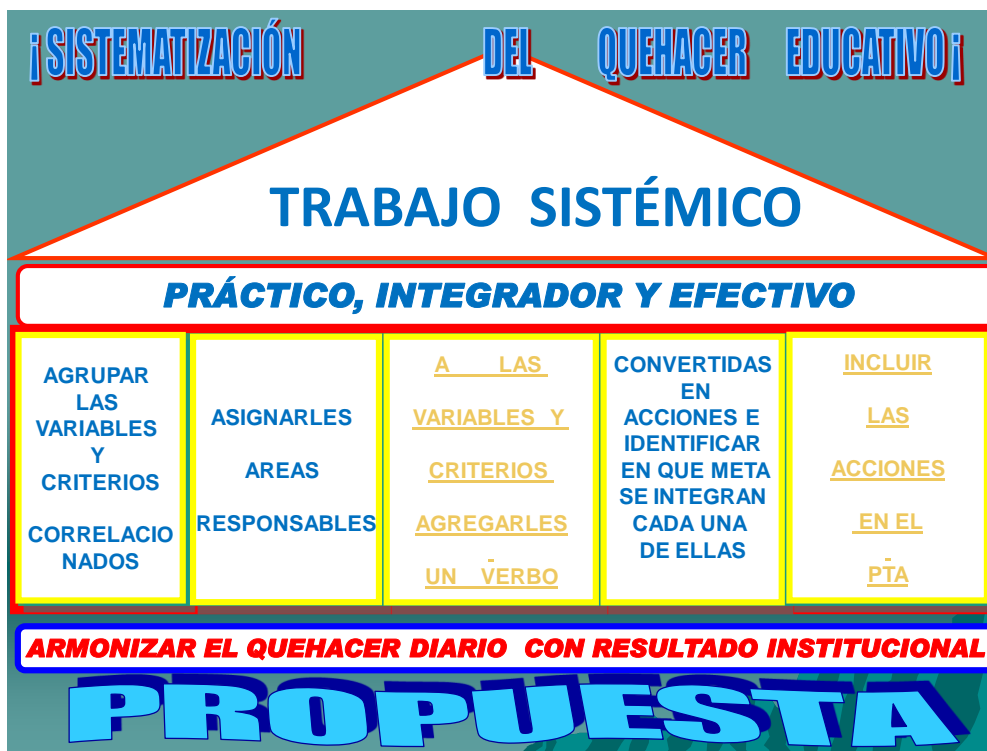 ¡ SISTEMATIZACIÓN DEL QUEHACER EDUCATIVO ¡
TRABAJO SISTÉMICO
PRÁCTICO, INTEGRADOR Y EFECTIVO
AGRUPAR
LAS
VARIABLES
Y
CRITERIOS
CORRELACIO
NADOS
ASIGNARLES
AREAS
RESPONSABLES
A LAS
VARIABLES Y
CRITERIOS
AGREGARLES
UN VERBO
CONVERTIDAS
EN
ACCIONES E
IDENTIFICAR
EN QUE META
SE INTEGRAN
CADA UNA
DE ELLAS
INCLUIR
LAS
ACCIONES
EN EL
PTA
ARMONIZAR EL QUEHACER DIARIO CON RESULTADO INSTITUCIONAL
PROPUESTA